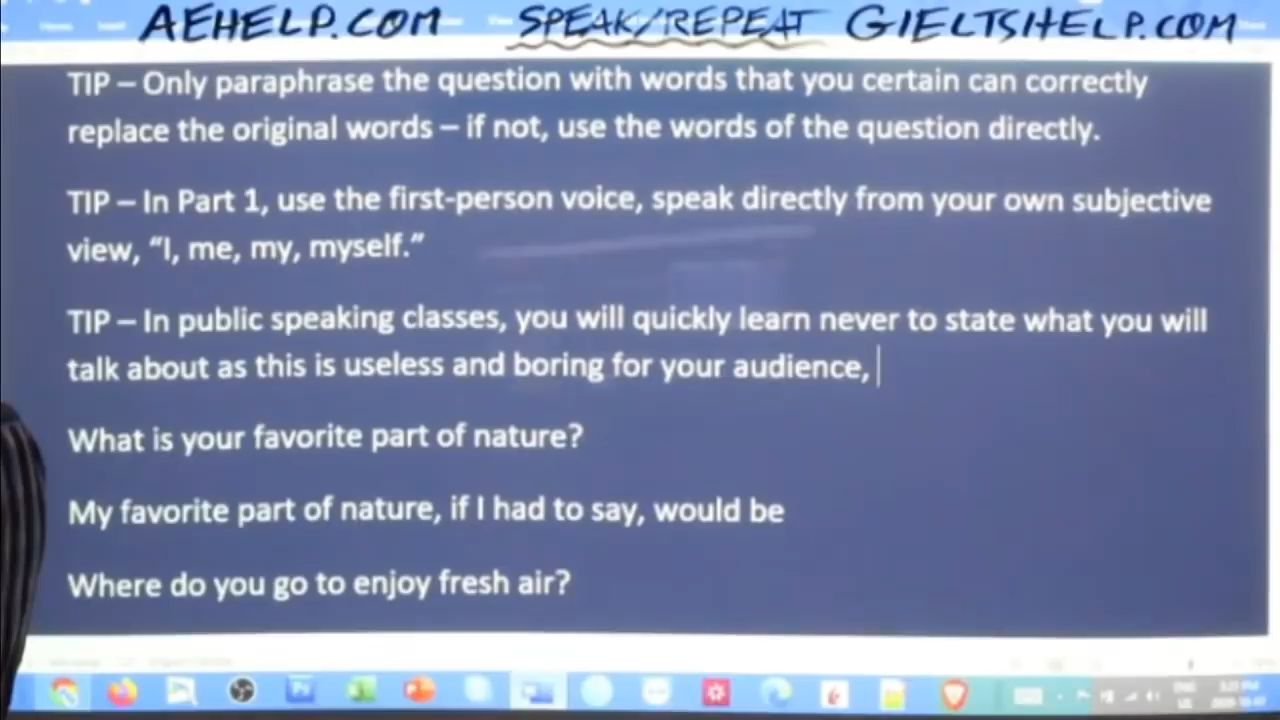 AEHELP.COM SPEAK/REPEAT GIELTSHELP.COM
TIP – Only paraphrase the question with words that you certain can correctly
replace the original words – if not, use the words of the question directly.
TIP – In Part 1, use the first-person voice, speak directly from your own subjective
view, “I, me, my, myself.”
TIP – In public speaking classes, you will quickly learn never to state what you will
talk about as this is useless and boring for your audience,
What is your favorite part of nature?
My favorite part of nature, if I had to say, would be
Where do you go to enjoy fresh air?